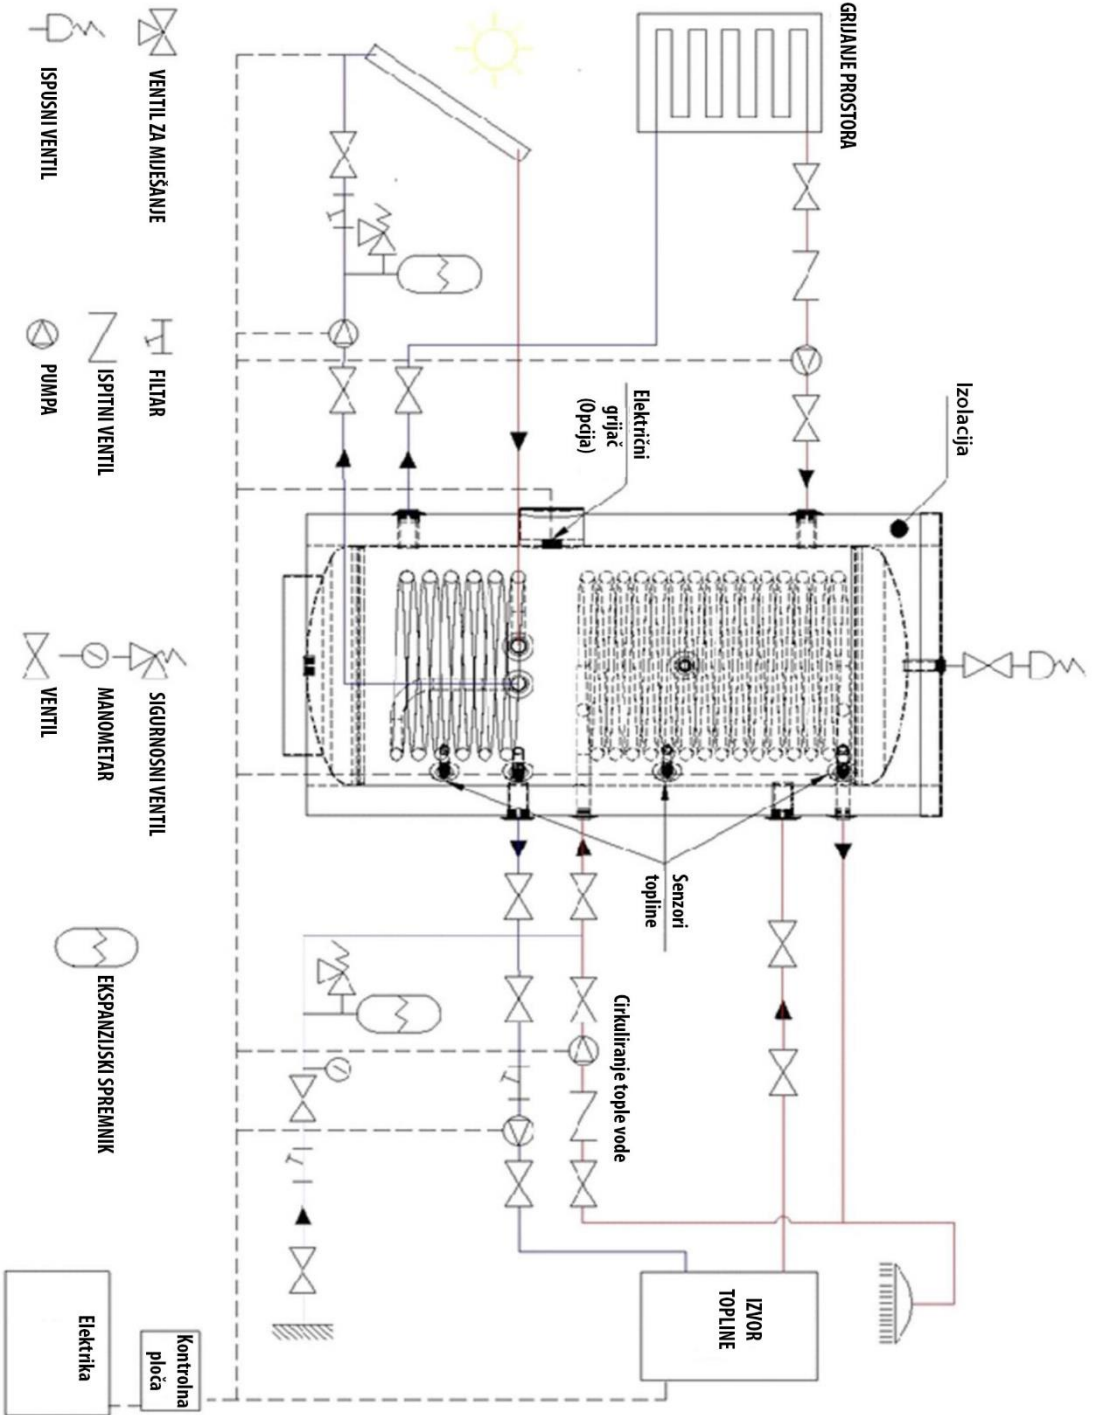 GRIJANJE PROSTORA
Izolacija
Električni
grijač
(Opcija)
Senzori
topline
Cirkuliranje tople vode
IZVOR
TOPLINE
VENTIL ZA MIJEŠANJE
ISPUSNI VENTIL
FILTAR
ISPITNI VENTIL
PUMPA
SIGURNOSNI VENTIL
MANOMETAR
VENTIL
EKSPANZIJSKI SPREMNIK
Kontrolna
ploča
Elektrika